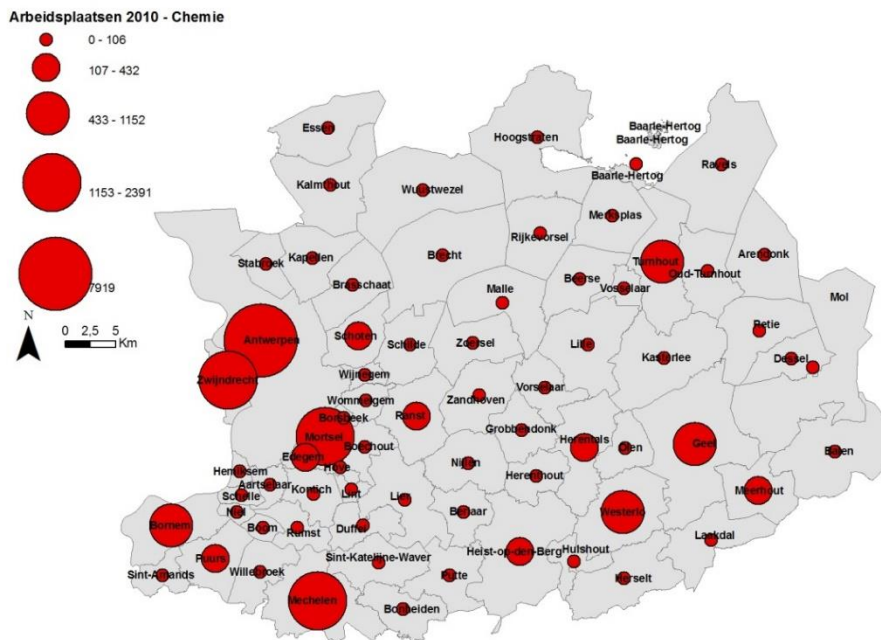 Arbeidsplaatsen 2010 - Chemie
0 - 106
107 - 432
433 - 1152
1153 - 2391
7919
N
0 2,5 5
Km
Essen
Hoogstraten
Baarle-Hertog
Baarle-Hertog
Baarle-Hertog
Ravels
Kalmthout
Wuustwezel
Merksplas
Rijkevorsel
Stabroek
Kapellen
Brecht
Turnhout
Oud-Turnhout
Arendonk
Brasschaat
Malle
Beerse
Vosselaar
Mol
Antwerpen
Schoten
Schilde
Zoersel
Lille
Kasterlee
Retie
Dessel
Zwijndrecht
Wijnegem
Wommelgem
Ranst
Zandhoven
Vorselaar
Borsbeek
Mortsel
Boechout
Grobbendonk
Herentals
Olen
Geel
Balen
Edegem
Hove
Hemiksem
Aartselaar
Schelle
Kontich
Lint
Lier
Nijlen
Herenthout
Meerhout
Niel
Bornem
Boom
Rumst
Duffel
Berlaar
Westerlo
Laakdal
Puurs
Sint-Amands
Willebroek
Sint-Katelijne-Waver
Putte
Heist-op-den-Berg
Hulshout
Herselt
Mechelen
Bonheiden